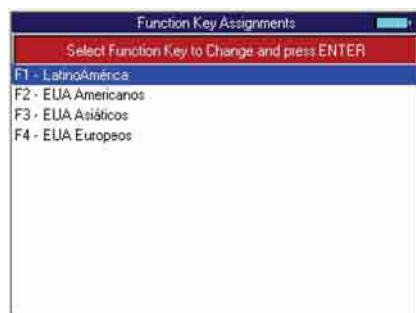 Function Key Assignments
Select Function Key to Change and press ENTER
F1 - LatinoAmérica
F2 - EUA Americanos
F3 - EUA Asiáticos
F4 - EUA Europeos